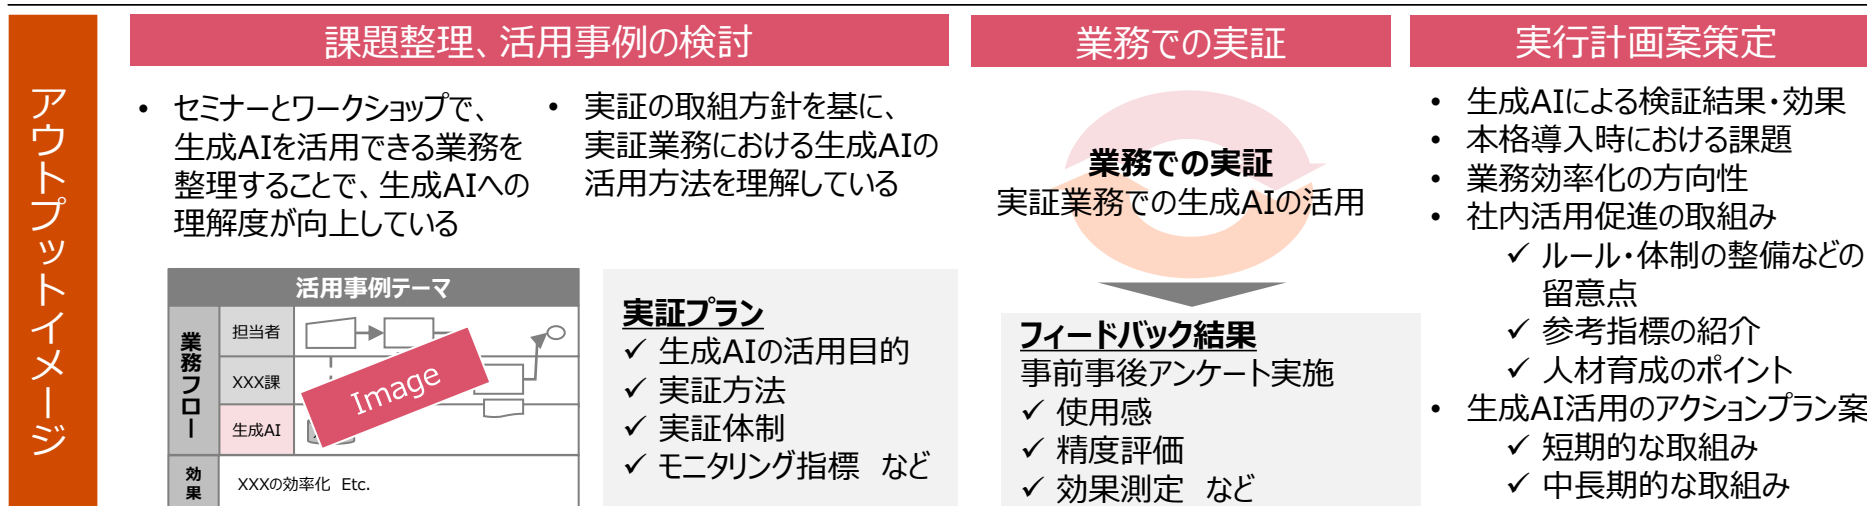 アウトプットイメージ
課題整理、活用事例の検討
• セミナーとワークショップで、
生成AIを活用できる業務を
整理することで、生成AIへの
理解度が向上している
• 実証の取組方針を基に、
実証業務における生成AIの
活用方法を理解している
活用事例テーマ
業務フロー
担当者
XXX課
生成AI
Image
効果
XXXの効率化 Etc.
実証プラン
✓ 生成AIの活用目的
✓ 実証方法
✓ 実証体制
✓ モニタリング指標 など
業務での実証
業務での実証
実証業務での生成AIの活用
フィードバック結果
事前事後アンケート実施
✓ 使用感
✓ 精度評価
✓ 効果測定 など
実行計画案策定
• 生成AIによる検証結果・効果
• 本格導入時における課題
• 業務効率化の方向性
• 社内活用促進の取組み
✓ ルール・体制の整備などの
留意点
✓ 参考指標の紹介
✓ 人材育成のポイント
• 生成AI活用のアクションプラン案
✓ 短期的な取組み
✓ 中長期的な取組み